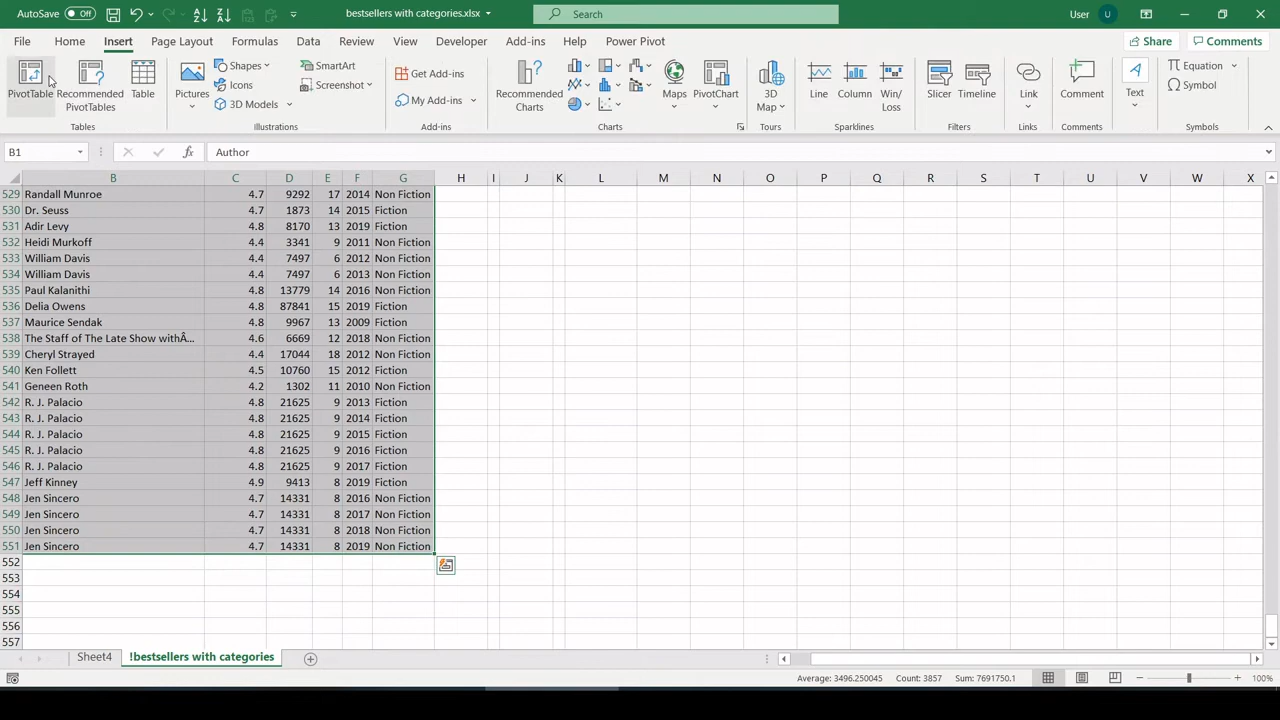 AutoSave Off bestsellers with categories.xlsx Search User U
File Home Insert Page Layout Formulas Data Review View Developer Add-ins Help Power Pivot Share Comments
PivotTable Recommended PivotTables Table Pictures Shapes Icons 3D Models SmartArt Screenshot Get Add-ins My Add-ins Recommended Charts Maps PivotChart 3D Map Line Column Win/Loss Slicer Timeline Link Comment Text Equation Symbol
Tables Illustrations Add-ins Charts Tours Sparklines Filters Links Comments Symbols
B1 fx Author
B C D E F G H I J K L M N O P Q R S T U V W X
529 Randall Munroe 4.7 9292 17 2014 Non Fiction
530 Dr. Seuss 4.7 1873 14 2015 Fiction
531 Adir Levy 4.8 8170 13 2019 Fiction
532 Heidi Murkoff 4.4 3341 9 2011 Non Fiction
533 William Davis 4.4 7497 6 2012 Non Fiction
534 William Davis 4.4 7497 6 2013 Non Fiction
535 Paul Kalanithi 4.8 13779 14 2016 Non Fiction
536 Delia Owens 4.8 87841 15 2019 Fiction
537 Maurice Sendak 4.8 9967 13 2009 Fiction
538 The Staff of The Late Show withÂ... 4.6 6669 12 2018 Non Fiction
539 Cheryl Strayed 4.4 17044 18 2012 Non Fiction
540 Ken Follett 4.5 10760 15 2012 Fiction
541 Geneen Roth 4.2 1302 11 2010 Non Fiction
542 R. J. Palacio 4.8 21625 9 2013 Fiction
543 R. J. Palacio 4.8 21625 9 2014 Fiction
544 R. J. Palacio 4.8 21625 9 2015 Fiction
545 R. J. Palacio 4.8 21625 9 2016 Fiction
546 R. J. Palacio 4.8 21625 9 2017 Fiction
547 Jeff Kinney 4.9 9413 8 2019 Fiction
548 Jen Sincero 4.7 14331 8 2016 Non Fiction
549 Jen Sincero 4.7 14331 8 2017 Non Fiction
550 Jen Sincero 4.7 14331 8 2018 Non Fiction
551 Jen Sincero 4.7 14331 8 2019 Non Fiction
552
553
554
555
556
557
Sheet4 !bestsellers with categories
Average: 3496.250045 Count: 3857 Sum: 7691750.1 100%